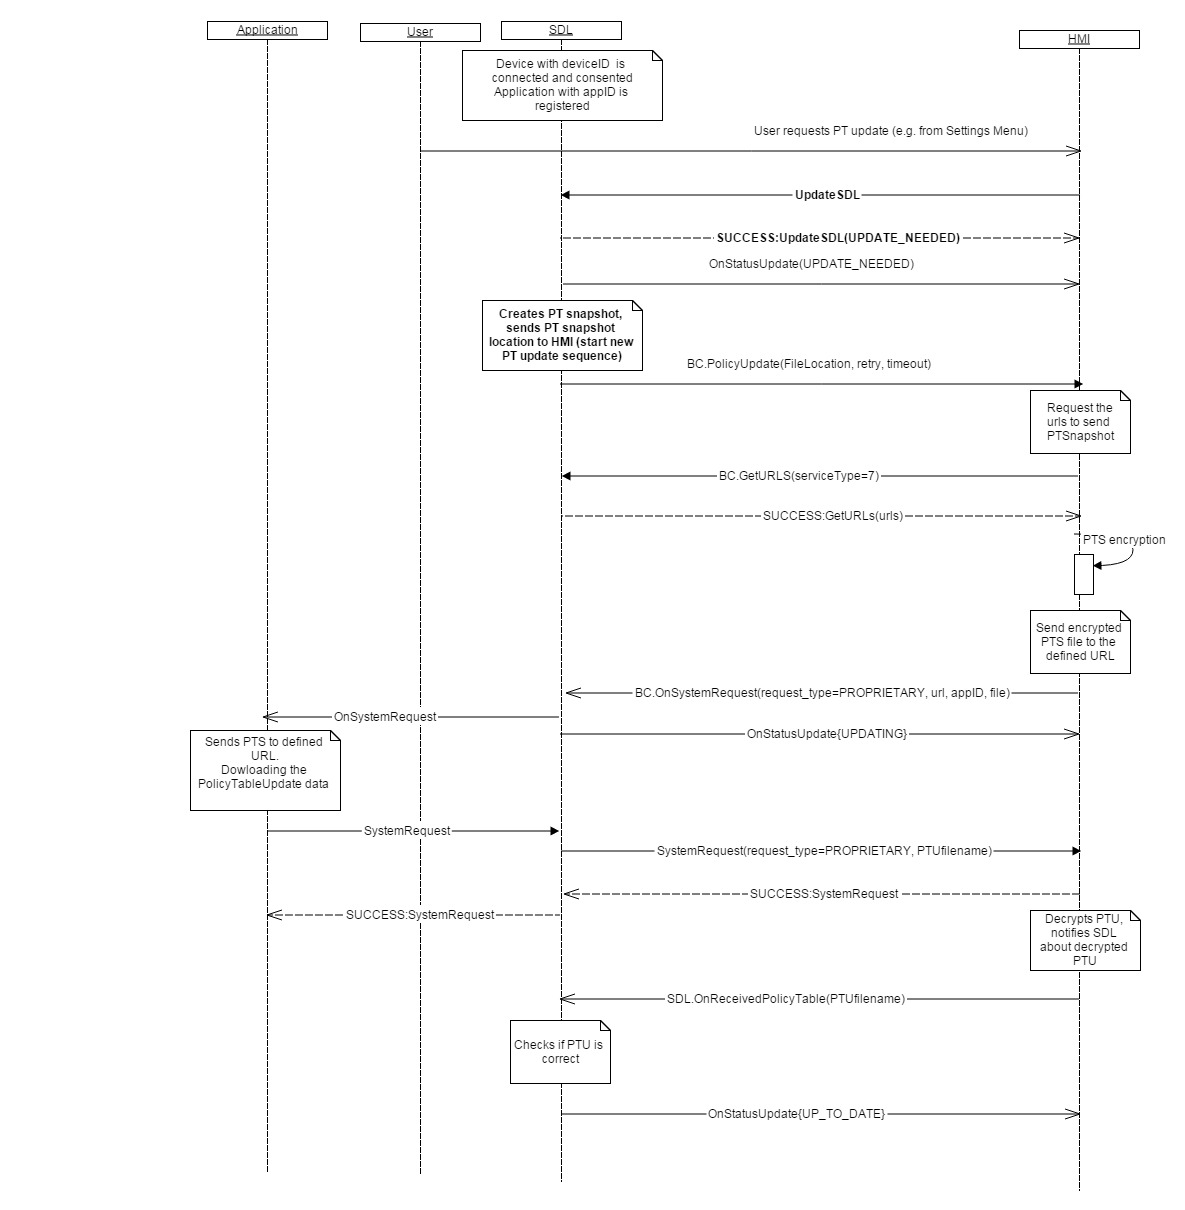 Application
User
SDL
HMI
Device with deviceID is
connected and consented
Application with appID is
registered
User requests PT update (e.g. from Settings Menu)
UpdateSDL
SUCCESS:UpdateSDL(UPDATE_NEEDED)
OnStatusUpdate(UPDATE_NEEDED)
Creates PT snapshot,
sends PT snapshot
location to HMI (start new
PT update sequence)
BC.PolicyUpdate(FileLocation, retry, timeout)
Request the
urls to send
PTSnapshot
BC.GetURLS(serviceType=7)
SUCCESS:GetURLs(urls)
PTS encryption
Send encrypted
PTS file to the
defined URL
BC.OnSystemRequest(request_type=PROPRIETARY, url, appID, file)
OnSystemRequest
OnStatusUpdate{UPDATING}
Sends PTS to defined
URL.
Dowloading the
PolicyTableUpdate data
SystemRequest
SystemRequest(request_type=PROPRIETARY, PTUfilename)
SUCCESS:SystemRequest
SUCCESS:SystemRequest
Decrypts PTU,
notifies SDL
about decrypted
PTU
SDL.OnReceivedPolicyTable(PTUfilename)
Checks if PTU is
correct
OnStatusUpdate{UP_TO_DATE}